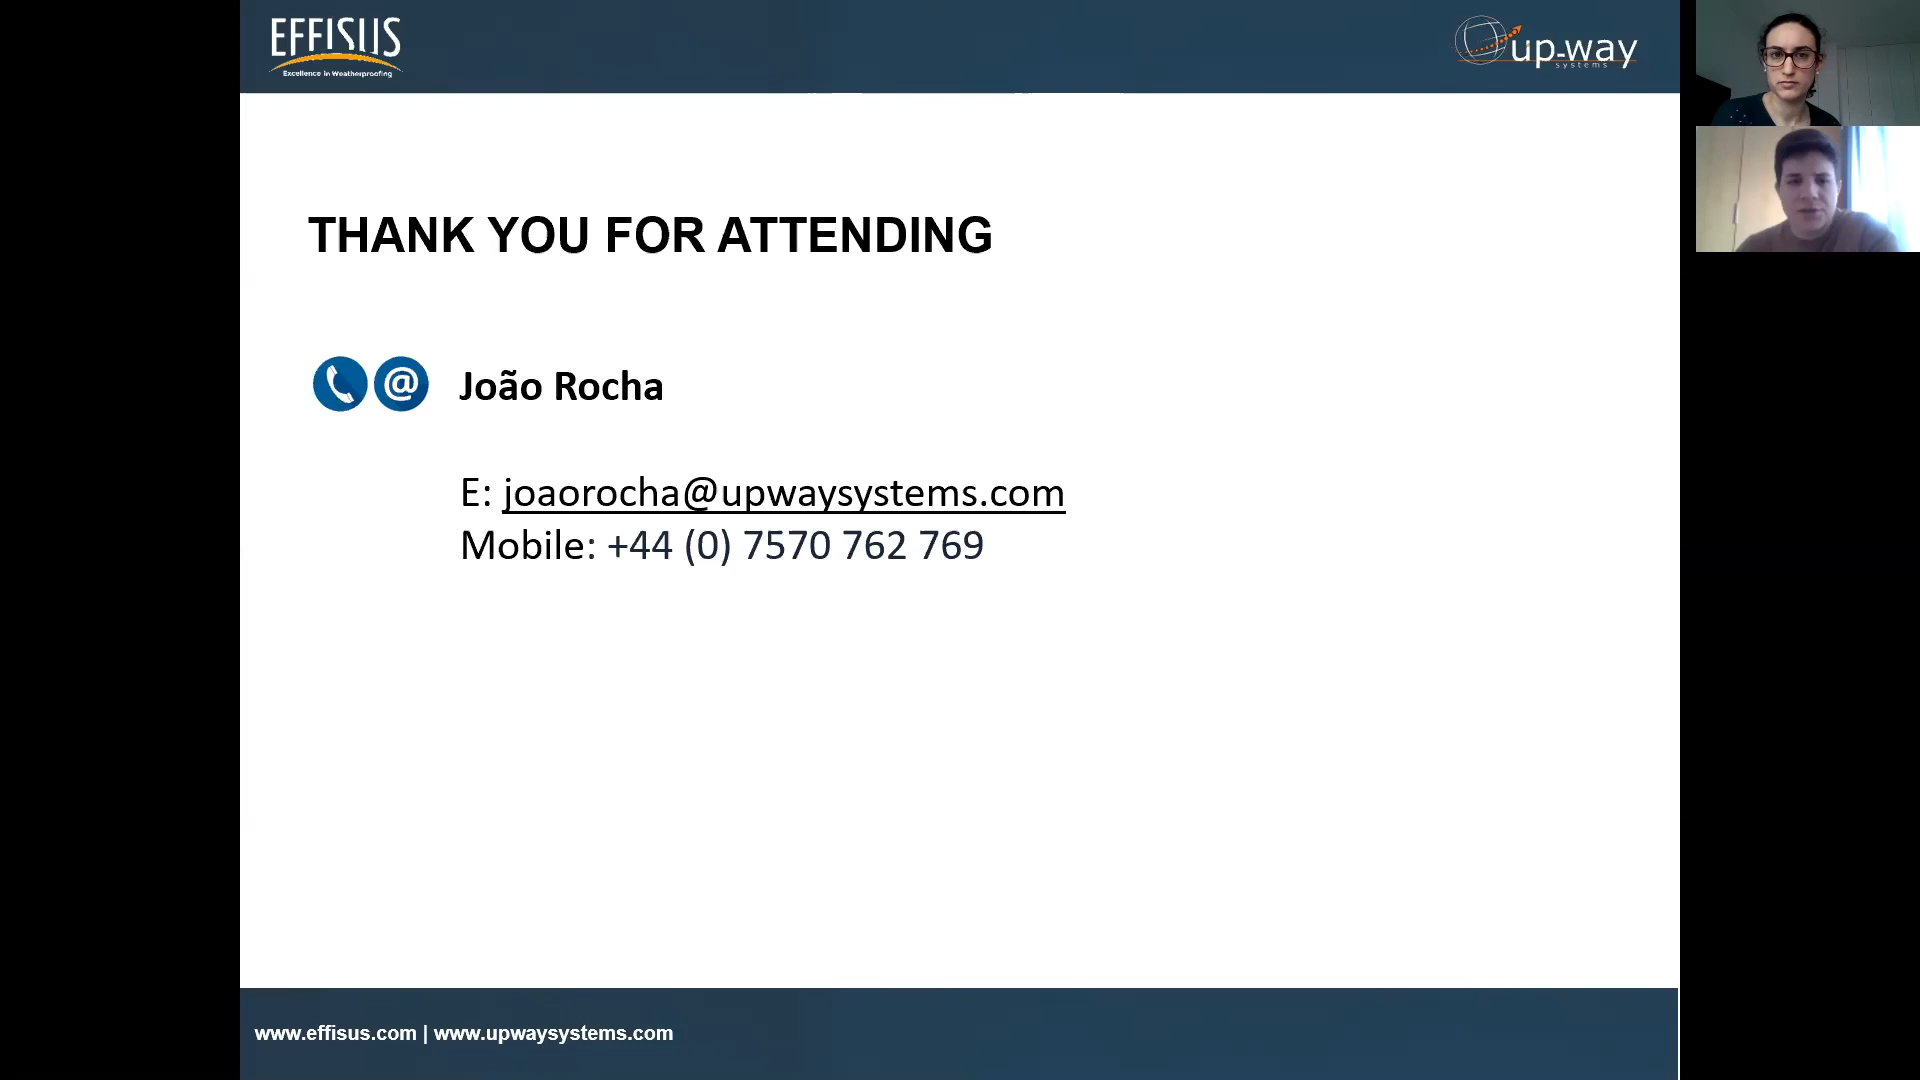 EFFISUS
Excellence in Weatherproofing
up-way
systems
THANK YOU FOR ATTENDING
João Rocha
E: joaorocha@upwaysystems.com
Mobile: +44 (0) 7570 762 769
www.effisus.com | www.upwaysystems.com